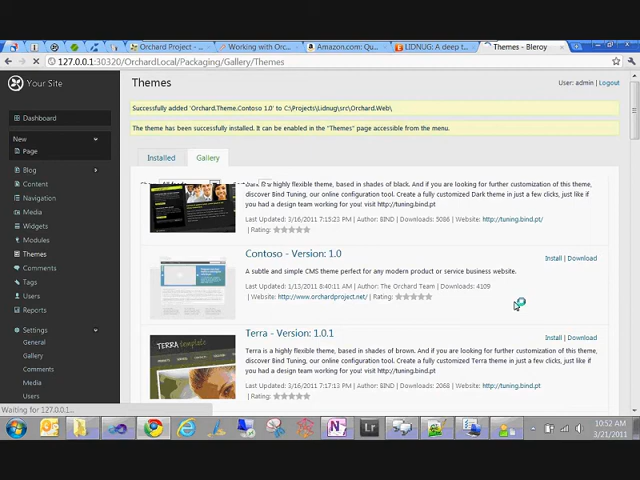 Orchard Project -
Working with Orc...
Amazon.com: Qu...
LIDNUG: A deep t...
Themes - Bleroy
127.0.0.1:30320/OrchardLocal/Packaging/Gallery/Themes
Your Site
Themes
User: admin | Logout
Dashboard
New
Page
Blog
Content
Navigation
Media
Widgets
Modules
Themes
Comments
Tags
Users
Reports
Settings
General
Gallery
Comments
Media
Users
Successfully added 'Orchard.Theme.Contoso 1.0' to C:\Projects\Lidnug\src\Orchard.Web\
The theme has been successfully installed. It can be enabled in the "Themes" page accessible from the menu.
Installed
Gallery
Dark is a highly flexible theme, based in shades of black. And if you are looking for further customization of this theme,
discover Bind Tuning, our online configuration tool. Create a fully customized Dark theme in just a few clicks, just like
if you had a design team working for you! visit http://tuning.bind.pt
Last Updated: 3/16/2011 7:15:23 PM | Author: BIND | Downloads: 5086 | Website: http://tuning.bind.pt/
| Rating:
Contoso - Version: 1.0
Install | Download
A subtle and simple CMS theme perfect for any modern product or service business website.
Last Updated: 1/15/2011 8:40:11 AM | Author: The Orchard Team | Downloads: 4109
| Website: http://www.orchardproject.net/ | Rating:
TERRA template
Terra - Version: 1.0.1
Install | Download
Terra is a highly flexible theme, based in shades of brown. And if you are looking for further customization of this theme,
discover Bind Tuning, our online configuration tool. Create a fully customized Terra theme in just a few clicks, just like
if you had a design team working for you! visit http://tuning.bind.pt
Last Updated: 3/16/2011 7:17:13 PM | Author: BIND | Downloads: 2068 | Website: http://tuning.bind.pt
| Rating:
Waiting for 127.0.0.1...
Lr
10:52 AM
3/21/2011